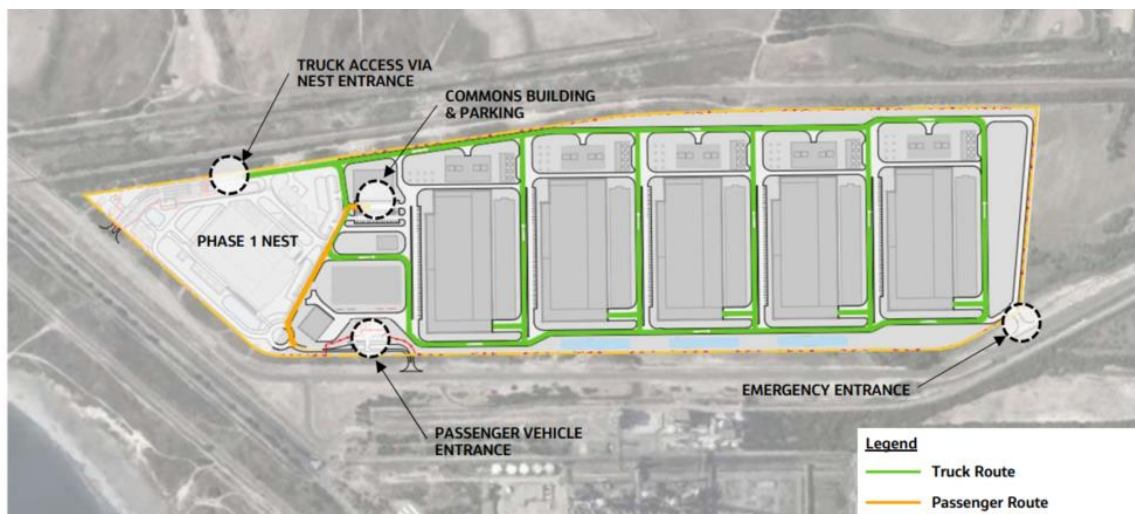 TRUCK ACCESS VIA
NEST ENTRANCE
COMMONS BUILDING
& PARKING
PHASE 1 NEST
EMERGENCY ENTRANCE
PASSENGER VEHICLE
ENTRANCE
Legend
Truck Route
Passenger Route